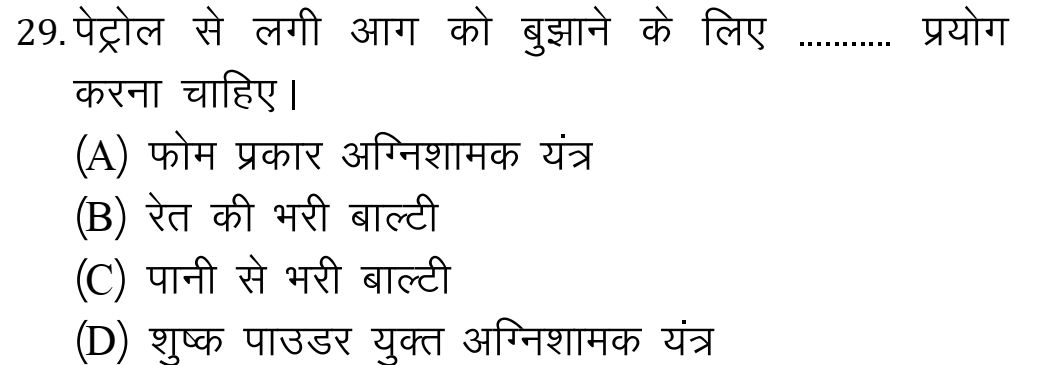 29. पेट्रोल से लगी आग को बुझाने के लिए ........... प्रयोग
करना चाहिए।
(A) फोम प्रकार अग्निशामक यंत्र
(B) रेत की भरी बाल्टी
(C) पानी से भरी बाल्टी
(D) शुष्क पाउडर युक्त अग्निशामक यंत्र